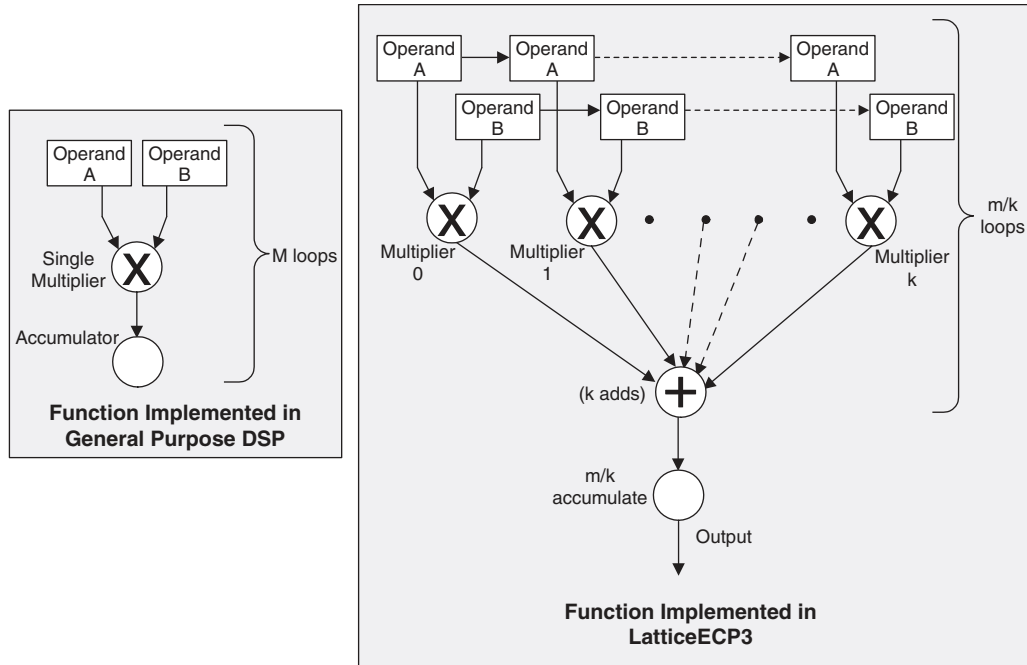 Operand
A
Operand
B
Single
Multiplier
X
Accumulator
M loops
Function Implemented in
General Purpose DSP
Operand
A
Operand
A
Operand
A
Operand
B
Operand
B
Operand
B
X
X
X
Multiplier
0
Multiplier
1
Multiplier
k
m/k
loops
(k adds)
+
m/k
accumulate
Output
Function Implemented in
LatticeECP3